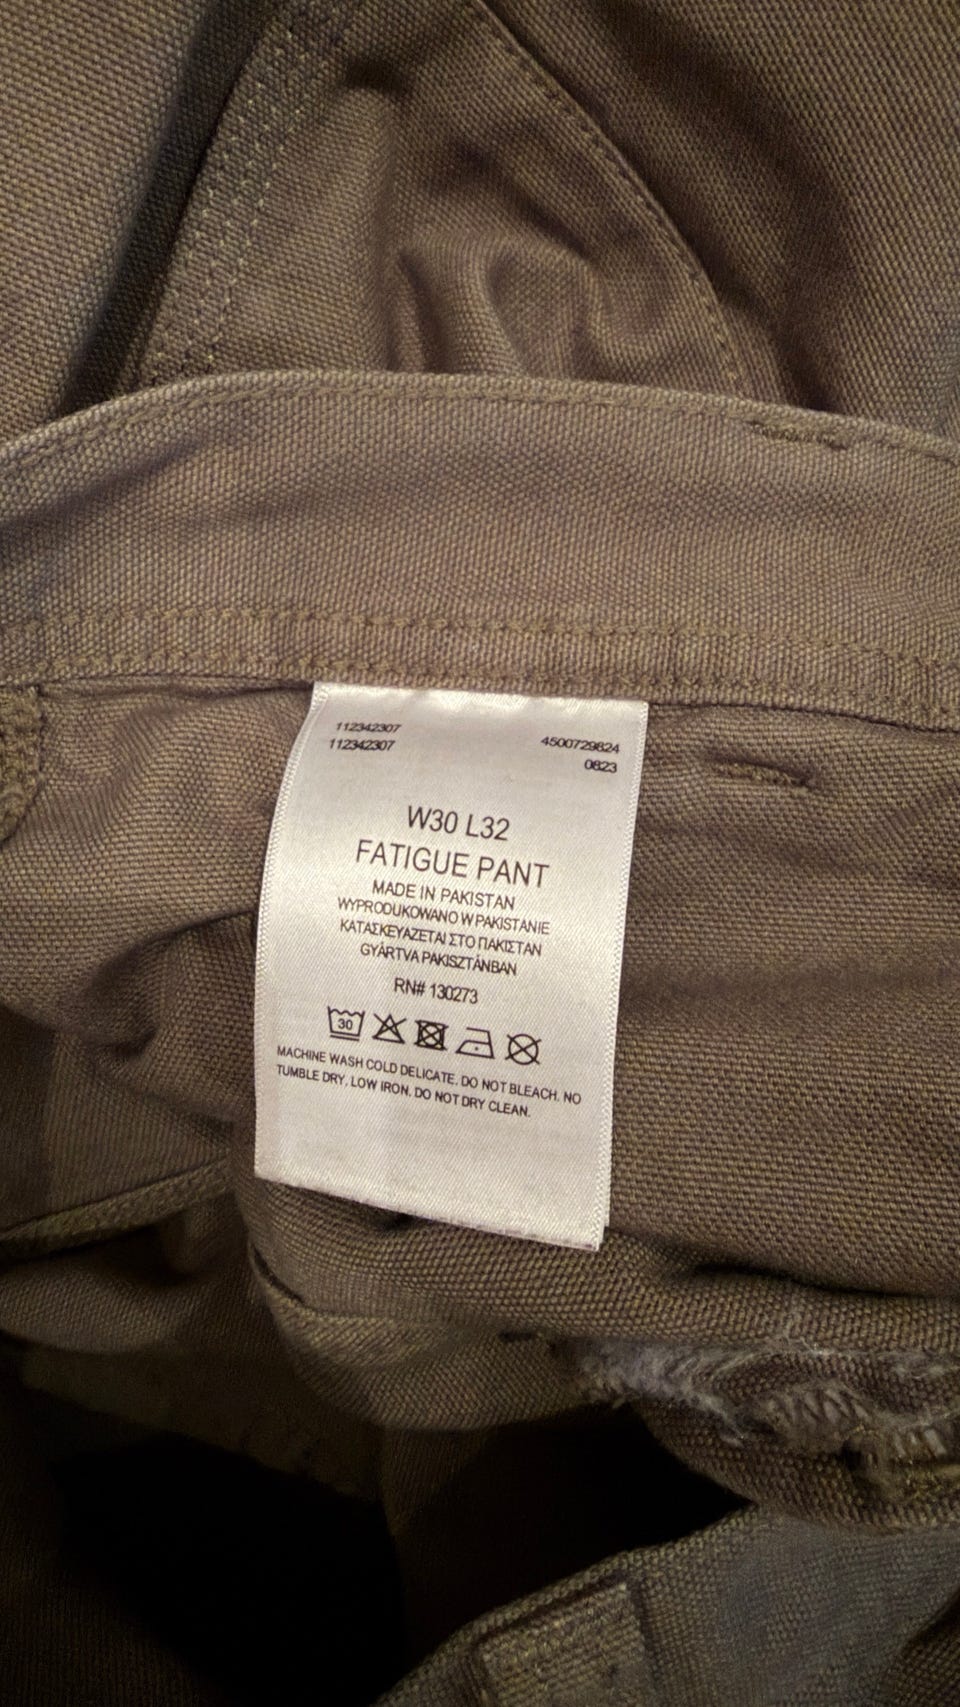 112342307
112342307
4500729824
0823
W30 L32
FATIGUE PANT
MADE IN PAKISTAN
WYPRODUKOWANO W PAKISTANIE
ΚΑΤΑΣΚΕΥΑΖΕΤΑΙ ΣΤΟ ΠΑΚΙΣΤΑΝ
GYÁRTVA PAKISZTÁNBAN
RN# 130273
30
MACHINE WASH COLD DELICATE. DO NOT BLEACH. NO
TUMBLE DRY. LOW IRON. DO NOT DRY CLEAN.